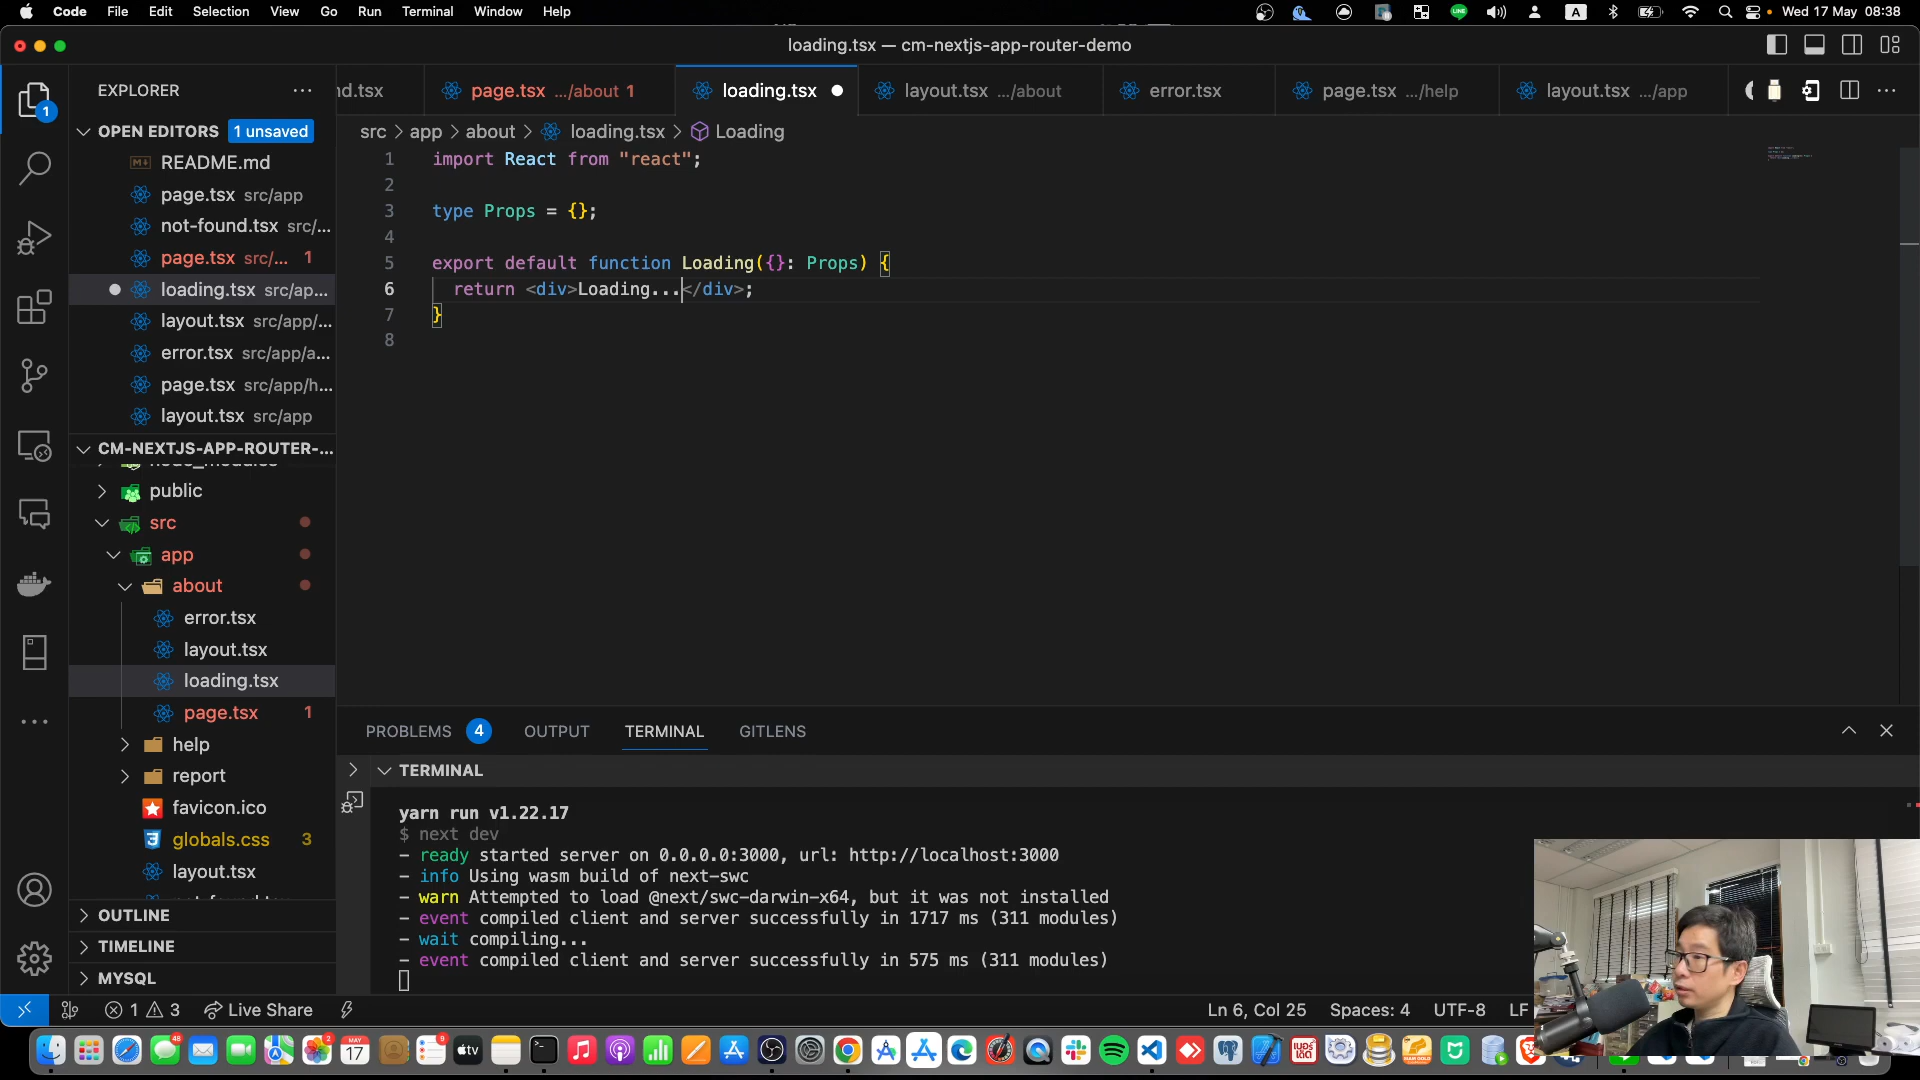 Code File Edit Selection View Go Run Terminal Window Help A Wed 17 May 08:38
loading.tsx — cm-nextjs-app-router-demo
EXPLORER
nd.tsx page.tsx .../about 1 loading.tsx layout.tsx .../about error.tsx page.tsx .../help layout.tsx .../app
1
OPEN EDITORS 1 unsaved
README.md
page.tsx src/app
not-found.tsx src/...
page.tsx src/... 1
loading.tsx src/ap...
layout.tsx src/app/...
error.tsx src/app/a...
page.tsx src/app/h...
layout.tsx src/app
CM-NEXTJS-APP-ROUTER-...
public
src
app
about
error.tsx
layout.tsx
loading.tsx
page.tsx 1
help
report
favicon.ico
globals.css 3
layout.tsx
OUTLINE
TIMELINE
MYSQL
src > app > about > loading.tsx > Loading
1 import React from "react";
2
3 type Props = {};
4
5 export default function Loading({}: Props) {
6 return <div>Loading...</div>;
7 }
8
PROBLEMS 4 OUTPUT TERMINAL GITLENS
TERMINAL
yarn run v1.22.17
$ next dev
- ready started server on 0.0.0.0:3000, url: http://localhost:3000
- info Using wasm build of next-swc
- warn Attempted to load @next/swc-darwin-x64, but it was not installed
- event compiled client and server successfully in 1717 ms (311 modules)
- wait compiling...
- event compiled client and server successfully in 575 ms (311 modules)
1 3 Live Share Ln 6, Col 25 Spaces: 4 UTF-8 LF
48 2 MAY 17 9 tv